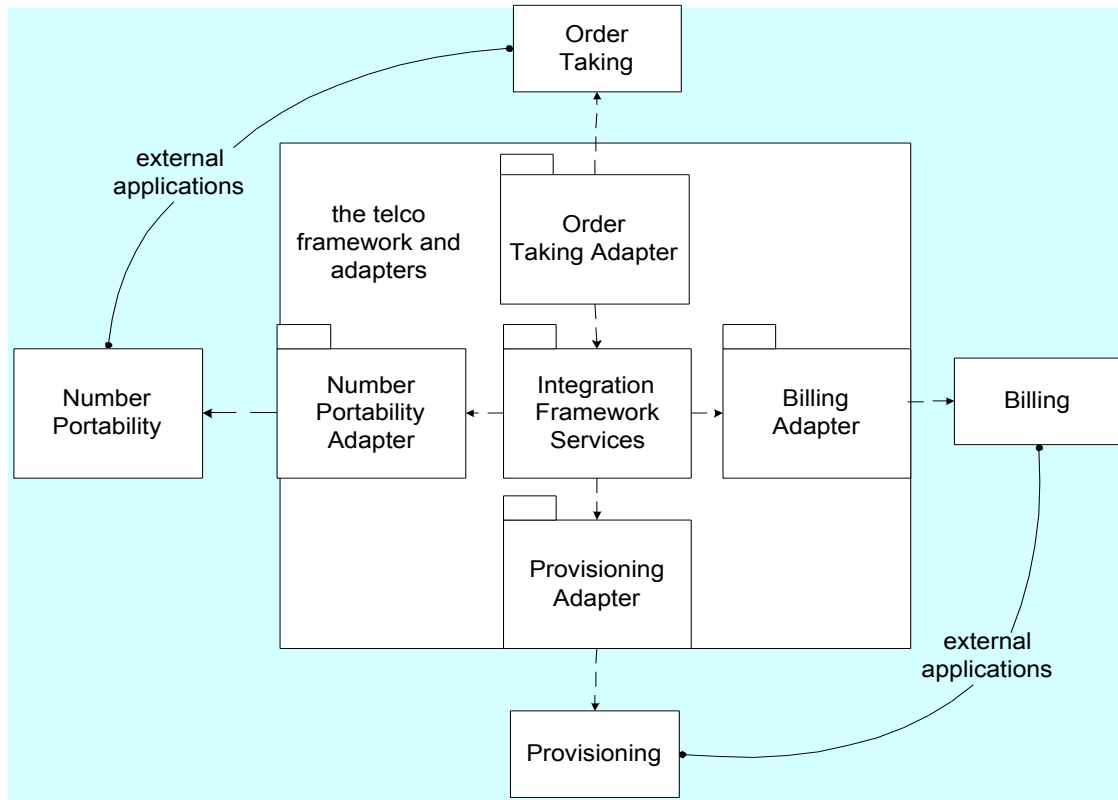 Order
Taking
external
applications
the telco
framework and
adapters
Order
Taking Adapter
Number
Portability
Number
Portability
Adapter
Integration
Framework
Services
Billing
Adapter
Billing
Provisioning
Adapter
external
applications
Provisioning